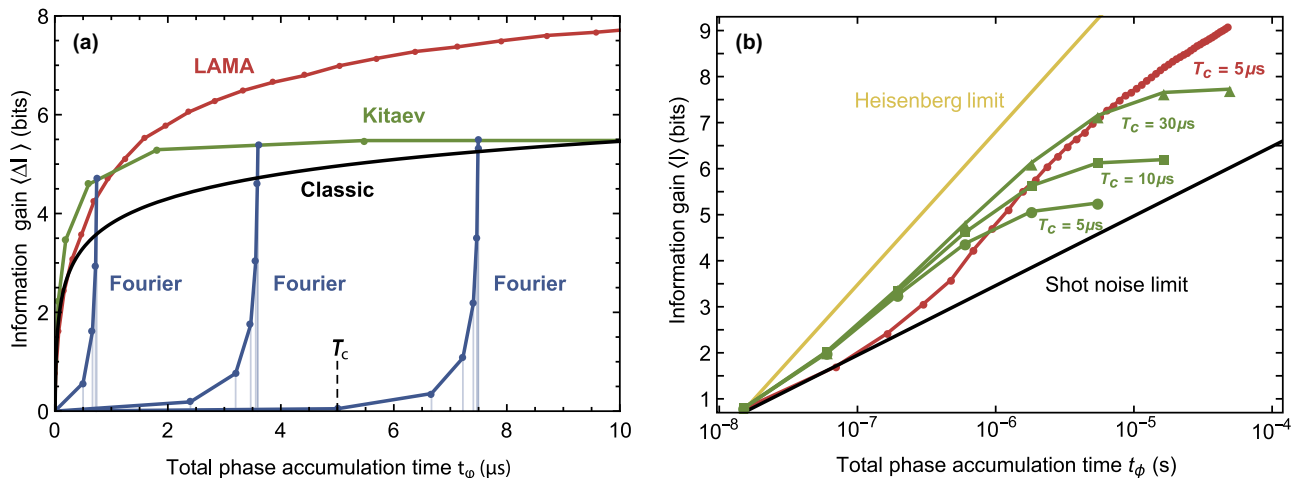 (a)
8
6
4
2
0
Information gain ⟨ΔI⟩ (bits)
LAMA
Kitaev
Classic
Fourier
Fourier
Fourier
T_c
0
2
4
6
8
10
Total phase accumulation time t_φ (μs)
(b)
9
8
7
6
5
4
3
2
1
Information gain ⟨I⟩ (bits)
Heisenberg limit
T_C = 5μs
T_C = 30μs
T_C = 10μs
T_C = 5μs
Shot noise limit
10⁻⁸
10⁻⁷
10⁻⁶
10⁻⁵
10⁻⁴
Total phase accumulation time t_ϕ (s)